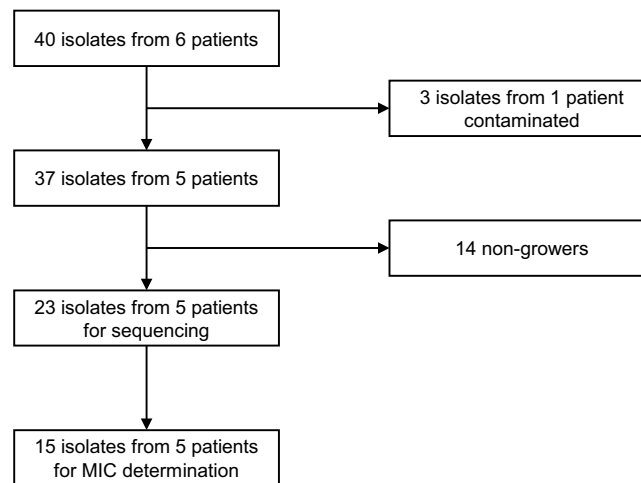 40 isolates from 6 patients
3 isolates from 1 patient
contaminated
37 isolates from 5 patients
14 non-growers
23 isolates from 5 patients
for sequencing
15 isolates from 5 patients
for MIC determination